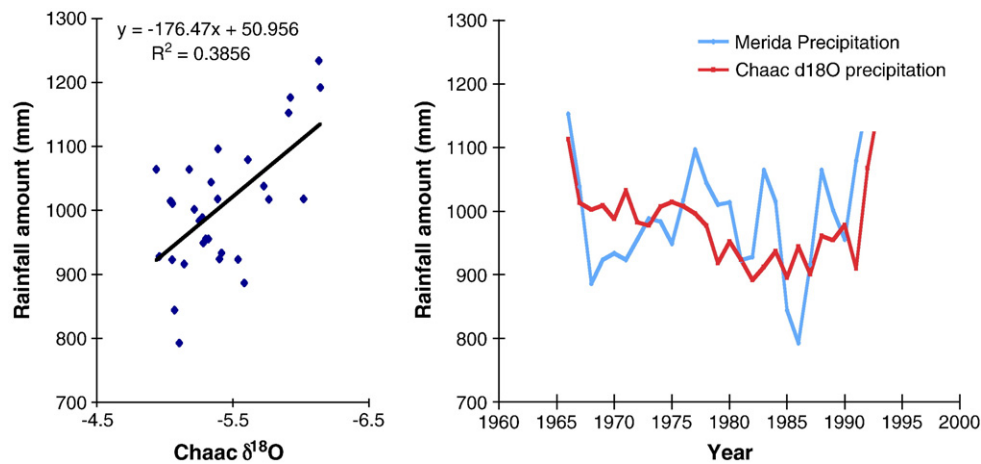 y = -176.47x + 50.956
R² = 0.3856
1300
1200
1100
1000
900
800
700
-4.5
-5.5
-6.5
Rainfall amount (mm)
Chaac δ¹⁸O
Merida Precipitation
Chaac d18O precipitation
1300
1200
1100
1000
900
800
700
1960 1965 1970 1975 1980 1985 1990 1995 2000
Rainfall amount (mm)
Year